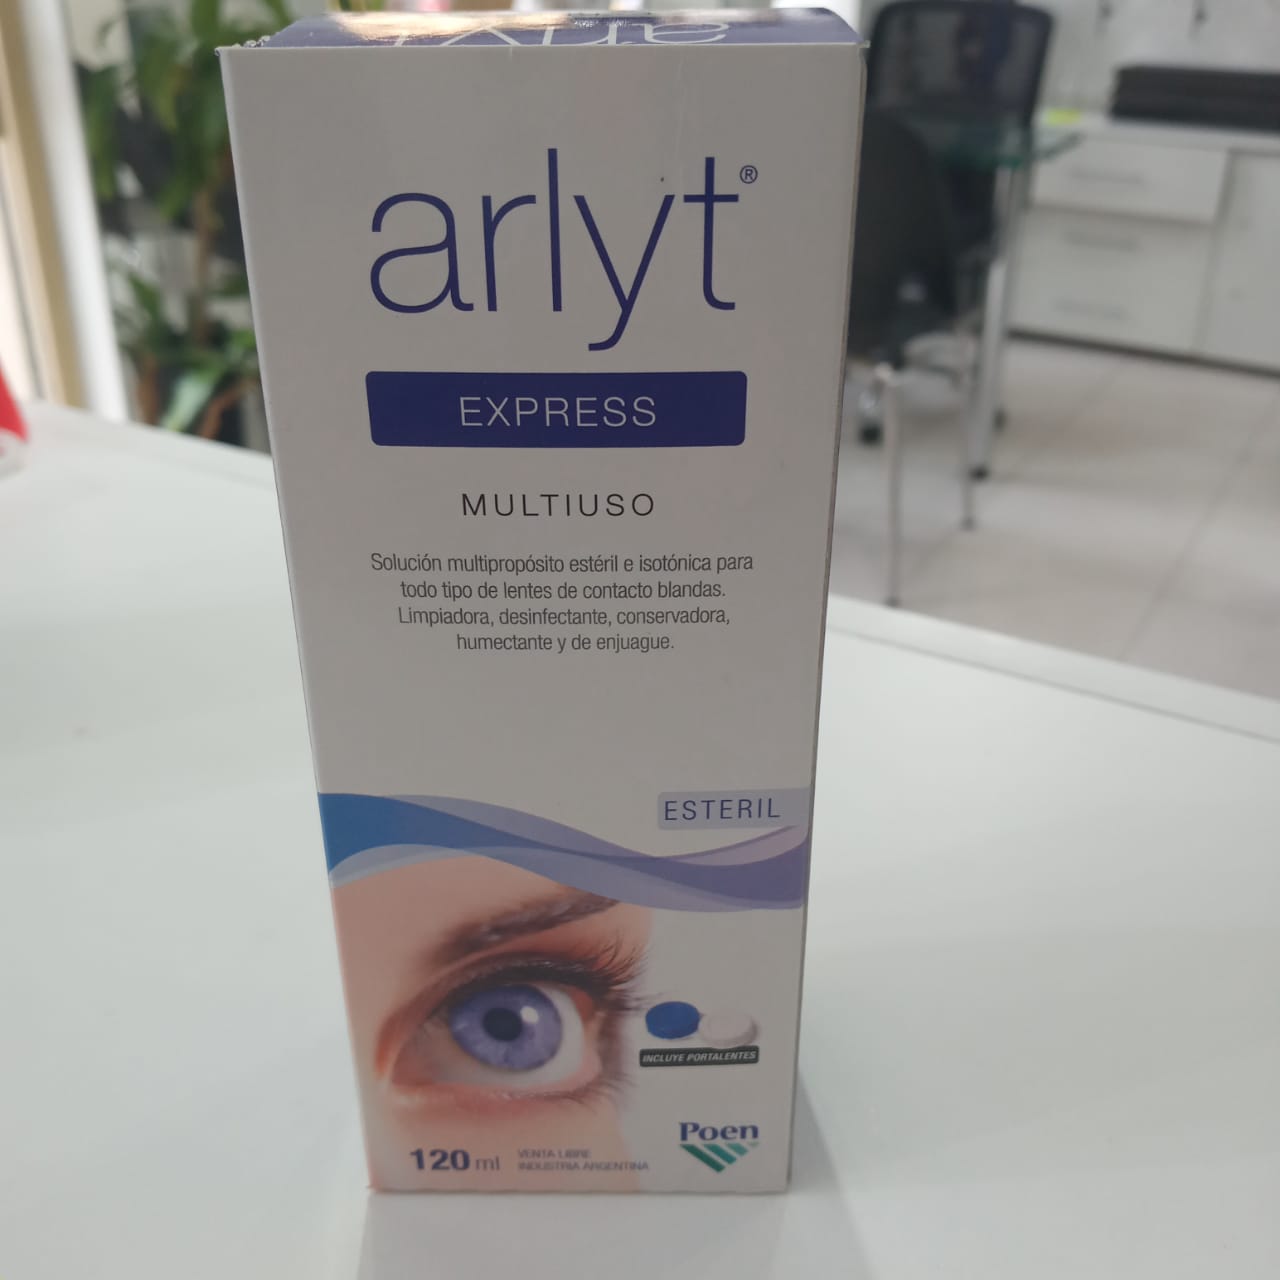 arlyt
arlyt®
EXPRESS
MULTIUSO
Solución multipropósito estéril e isotónica para
todo tipo de lentes de contacto blandas.
Limpiadora, desinfectante, conservadora,
humectante y de enjuague.
ESTERIL
INCLUYE PORTALENTES
Poen
120 ml
VENTA LIBRE
INDUSTRIA ARGENTINA